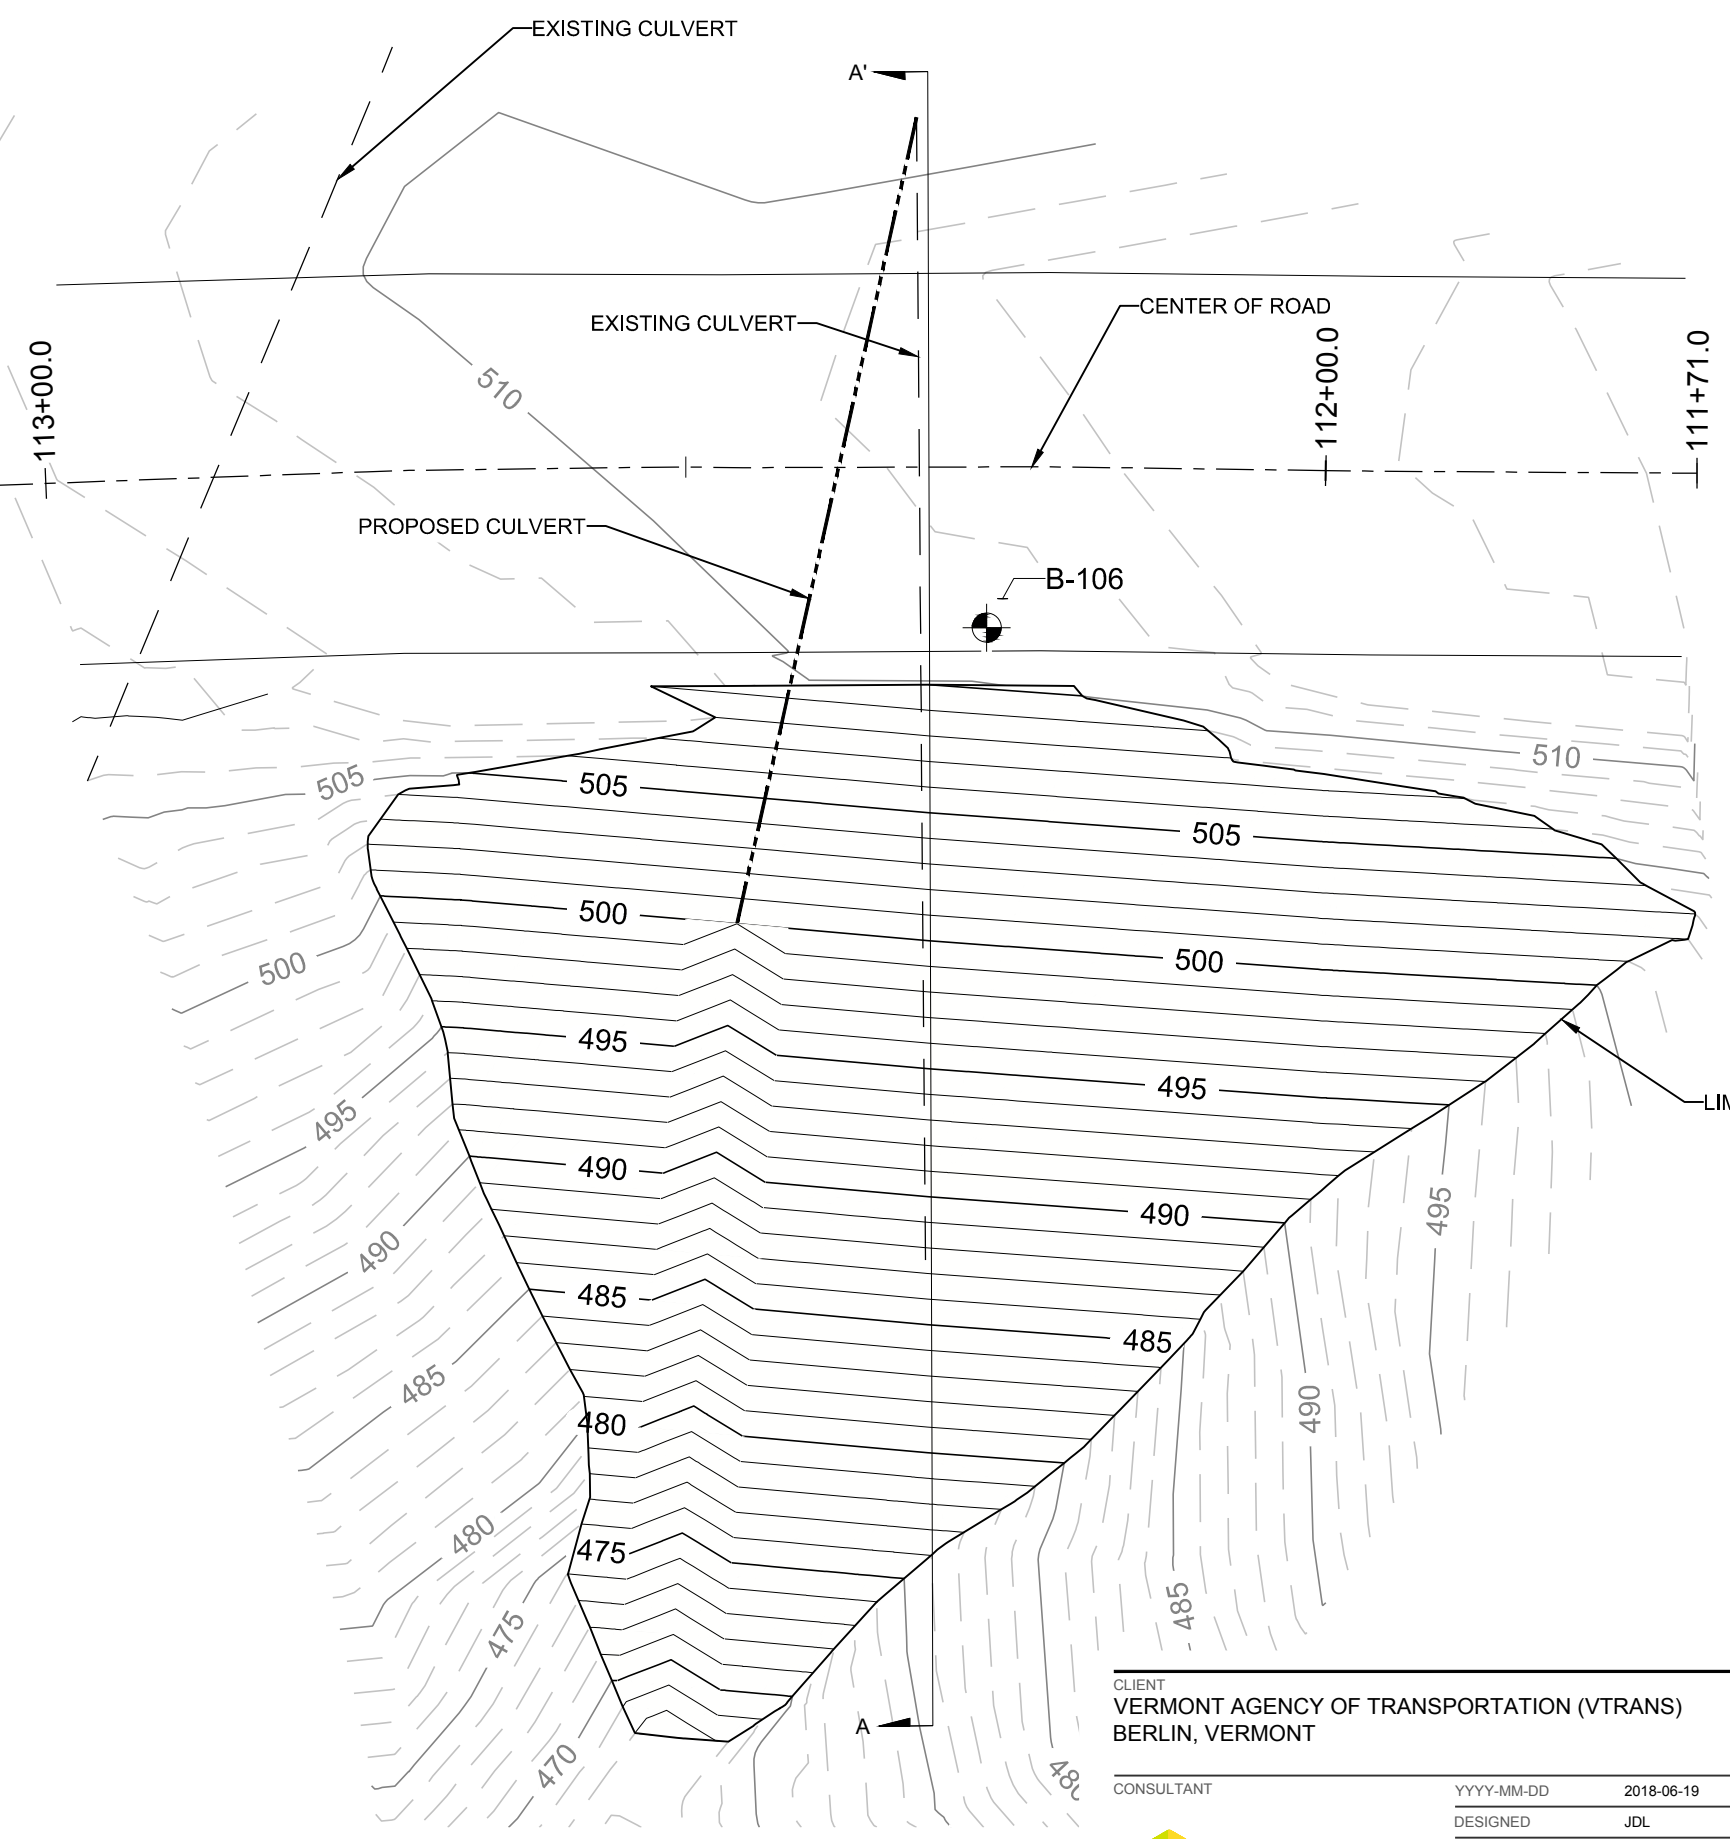 EXISTING CULVERT
A'
EXISTING CULVERT
CENTER OF ROAD
113+00.0
112+00.0
111+71.0
510
PROPOSED CULVERT
B-106
510
505
505
505
500
500
500
495
495
495
LIM
490
490
490
495
485
485
485
480
490
480
475
475
485
470
480
A
CLIENT
VERMONT AGENCY OF TRANSPORTATION (VTRANS)
BERLIN, VERMONT
CONSULTANT
YYYY-MM-DD 2018-06-19
DESIGNED JDL